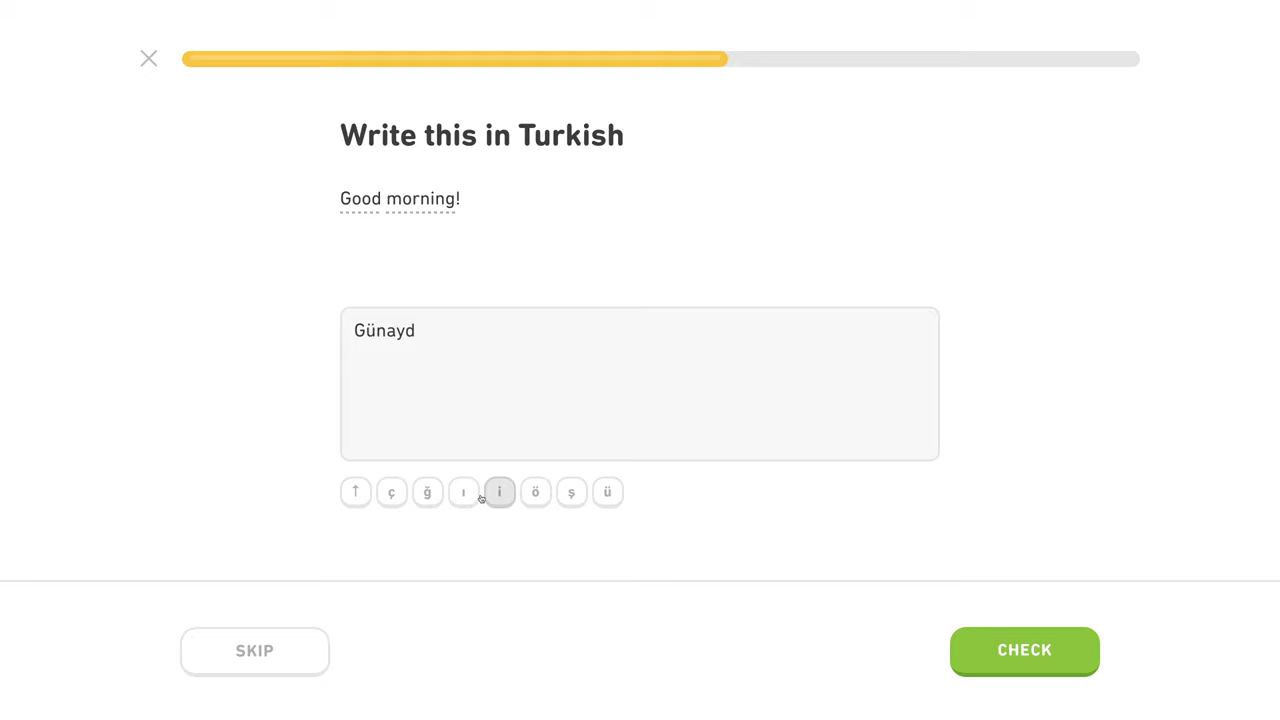 Write this in Turkish
Good morning!
Günayd
↑ ç ğ ı i ö ş ü
SKIP
CHECK